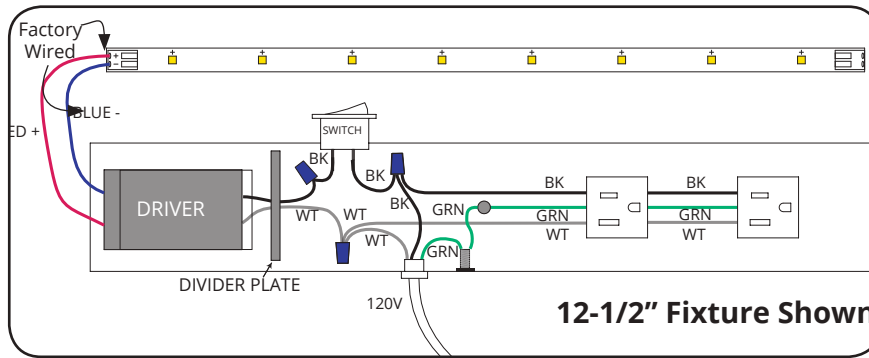 Factory
Wired
+
−
+ + + + + + + +
BLUE -
ED +
SWITCH
BK
BK
BK
BK
BK
DRIVER
GRN
GRN
GRN
WT
WT
WT
WT
WT
GRN
DIVIDER PLATE
120V
12-1/2” Fixture Shown